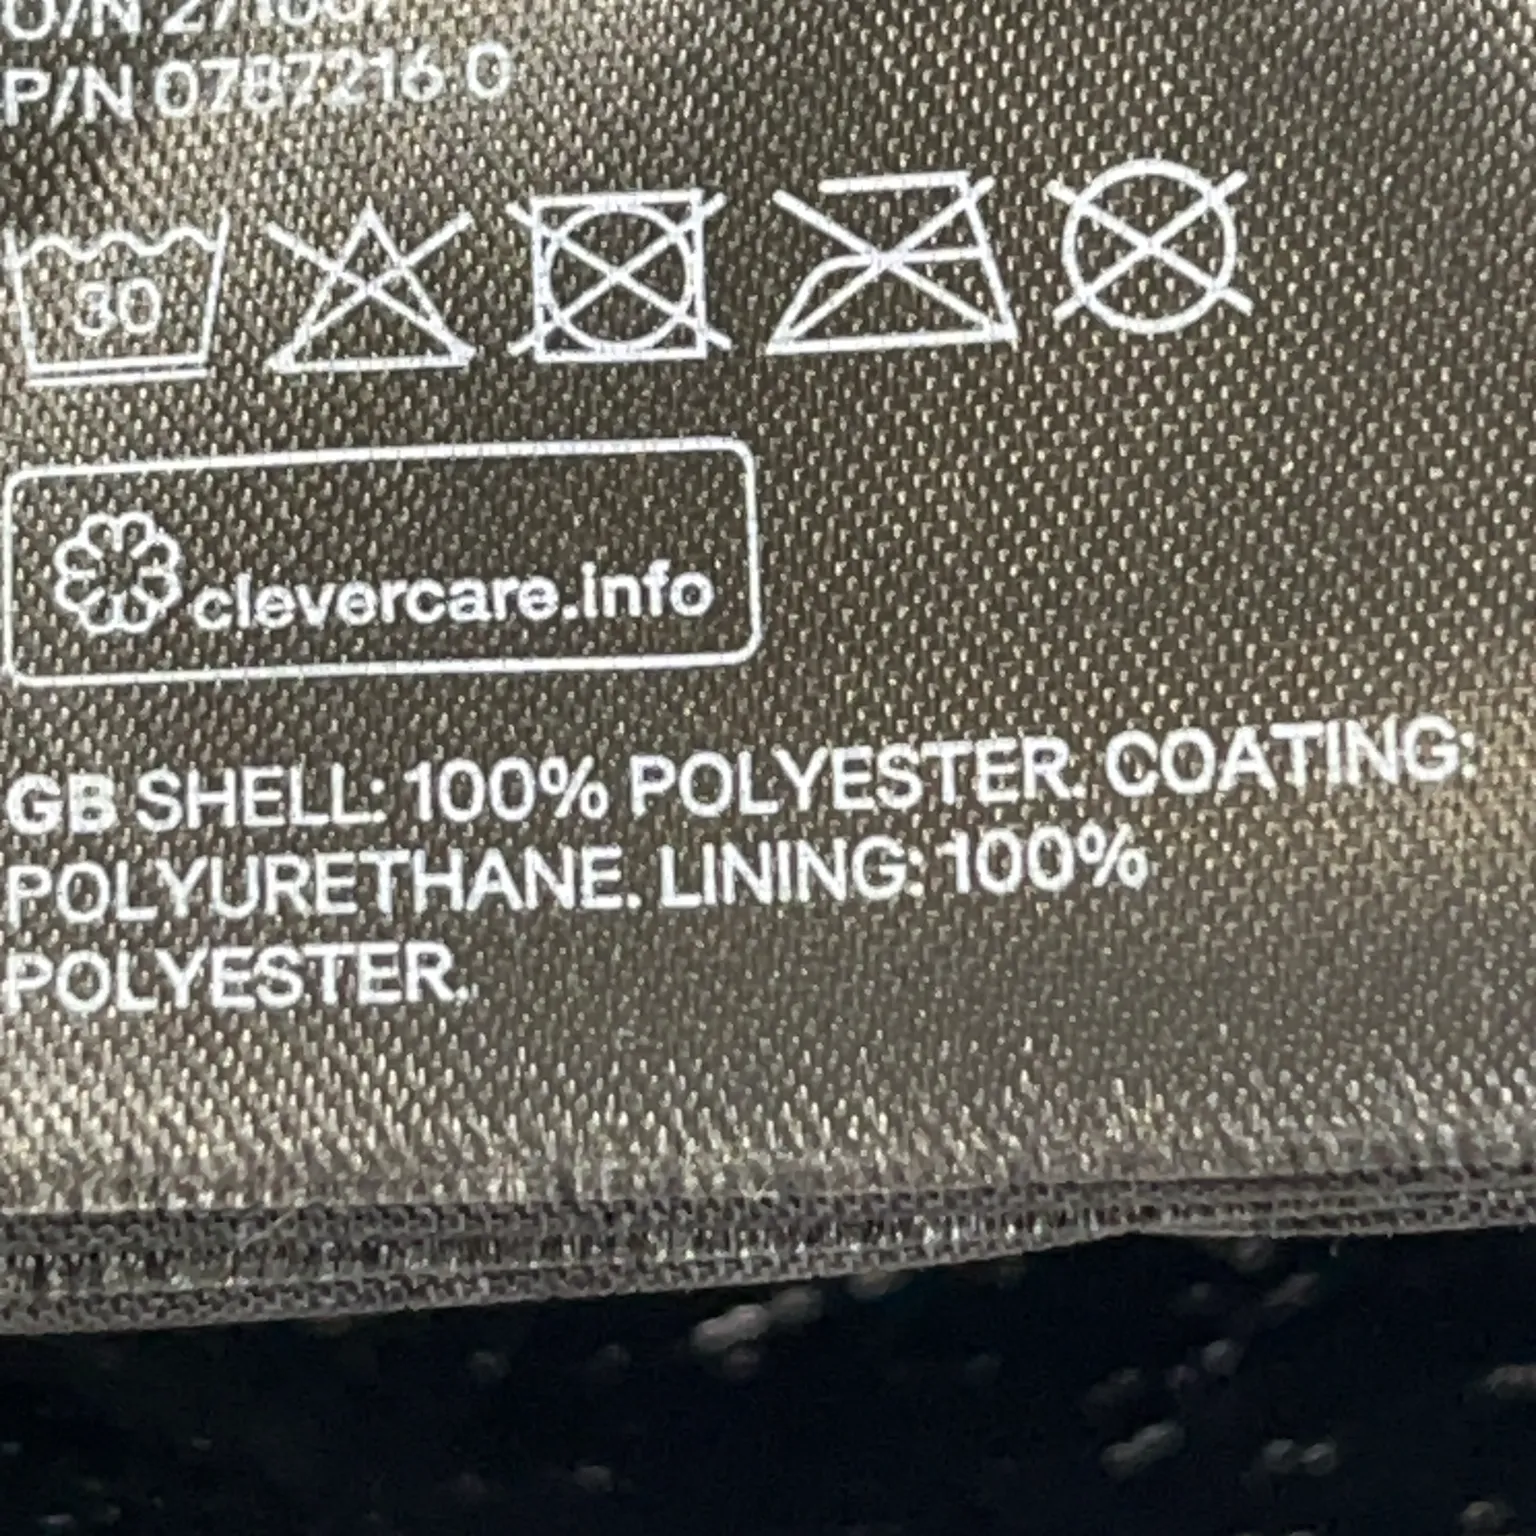 P/N 0787216 0
30
clevercare.info
GB SHELL: 100% POLYESTER. COATING:
POLYURETHANE. LINING: 100%
POLYESTER.